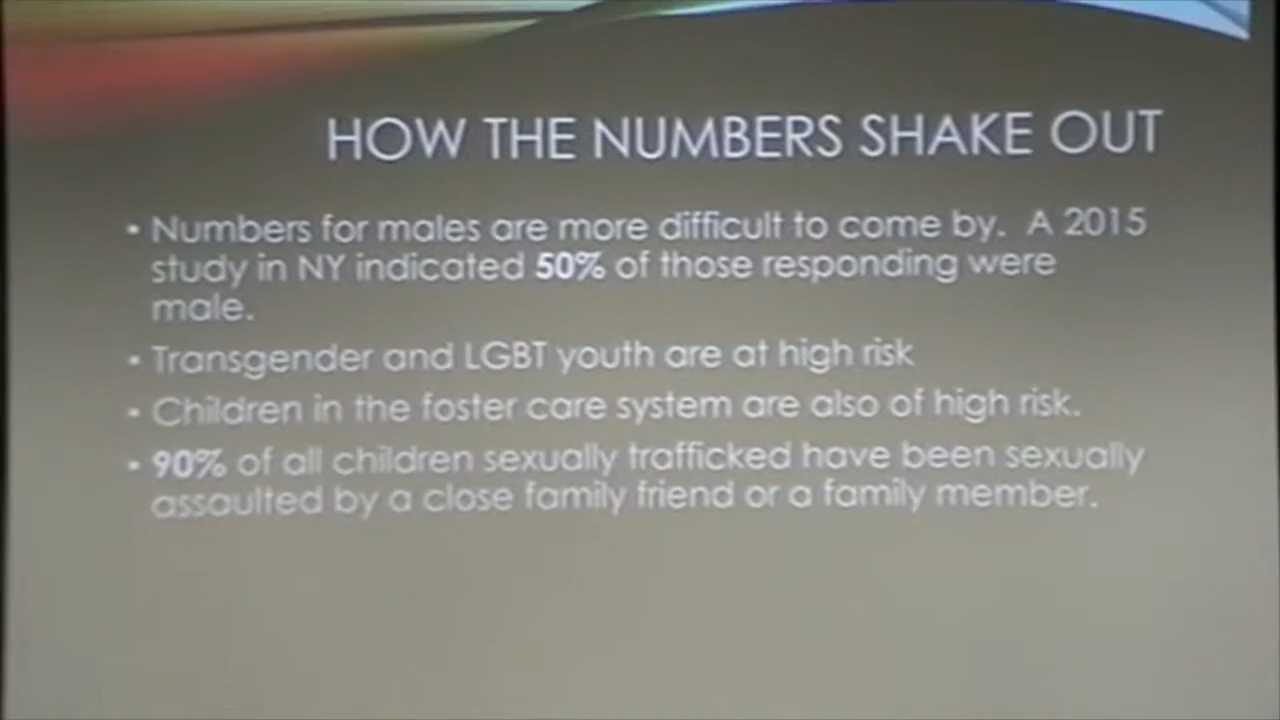 HOW THE NUMBERS SHAKE OUT
▪ Numbers for males are more difficult to come by. A 2015
study in NY indicated 50% of those responding were
male.
▪ Transgender and LGBT youth are at high risk
▪ Children in the foster care system are also of high risk.
▪ 90% of all children sexually trafficked have been sexually
assaulted by a close family friend or a family member.